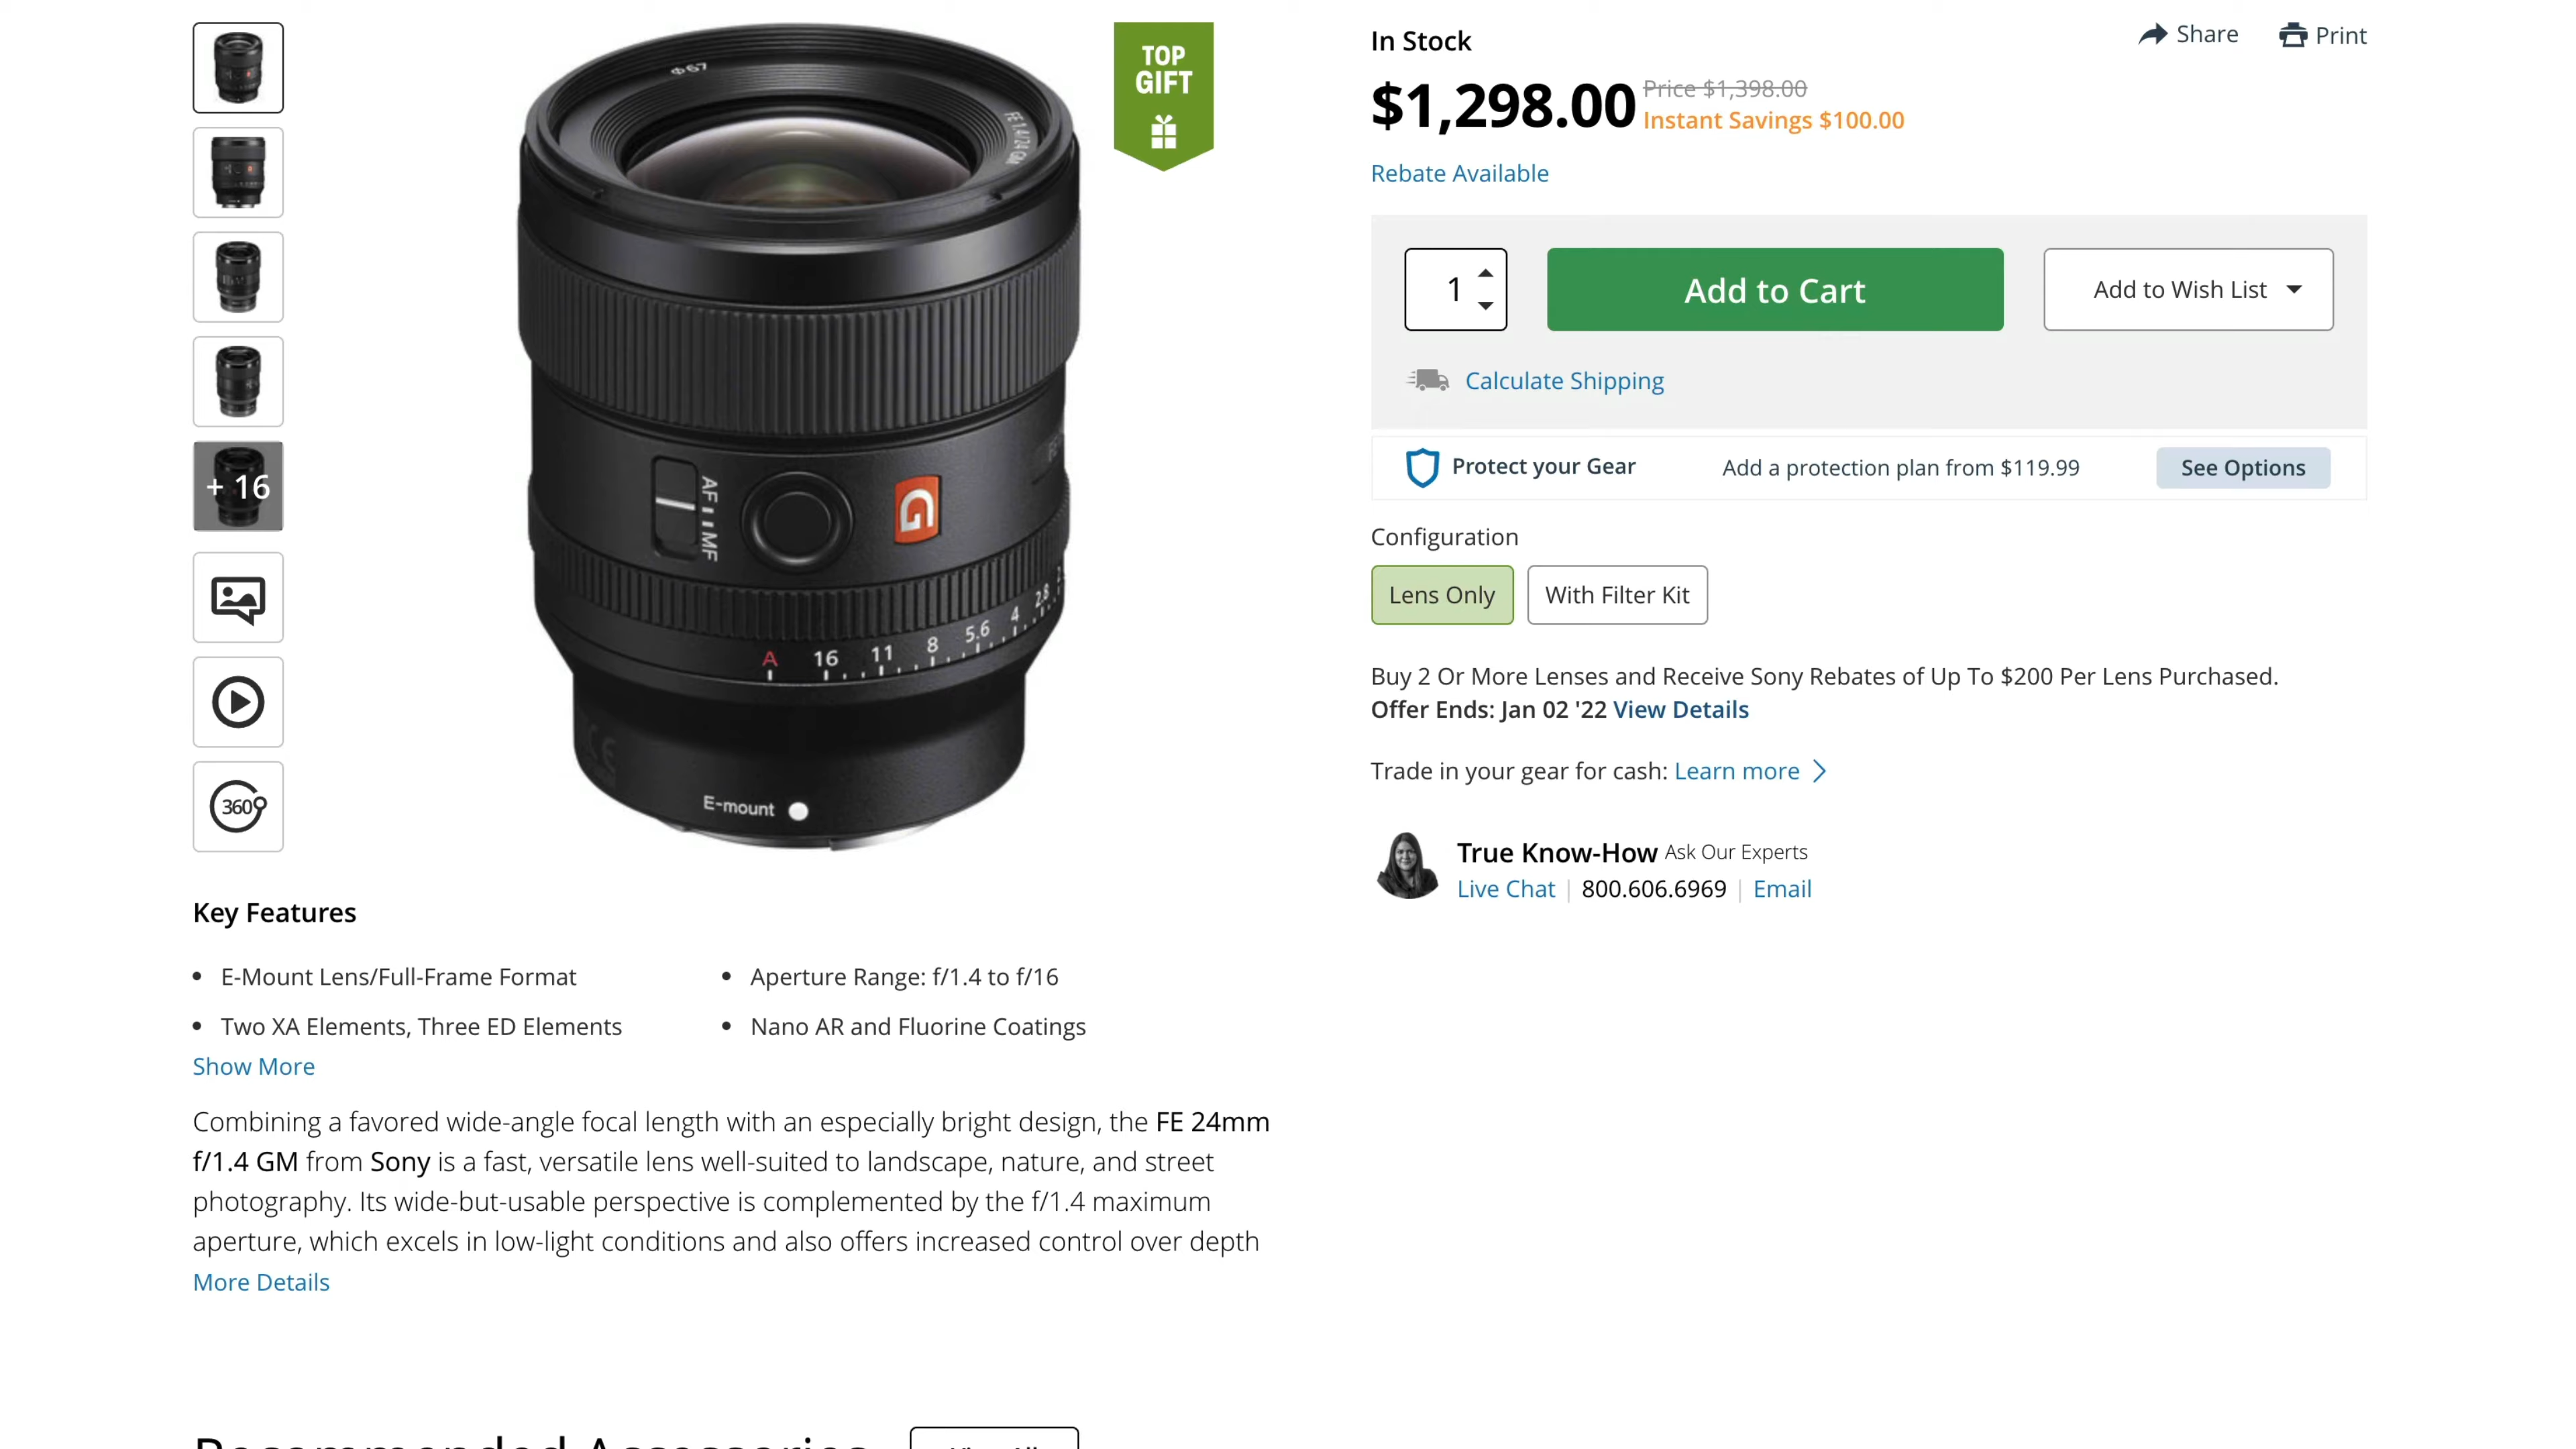 Φ67
FE 1.4/24 GM
AF MF
G
A 16 11 8 5.6 4 2.8
E-mount
TOP
GIFT
+ 16
360
In Stock
Share
Print
$1,298.00
Price $1,398.00
Instant Savings $100.00
Rebate Available
1
Add to Cart
Add to Wish List
Calculate Shipping
Protect your Gear
Add a protection plan from $119.99
See Options
Configuration
Lens Only
With Filter Kit
Buy 2 Or More Lenses and Receive Sony Rebates of Up To $200 Per Lens Purchased.
Offer Ends: Jan 02 '22 View Details
Trade in your gear for cash: Learn more
True Know-How Ask Our Experts
Live Chat | 800.606.6969 | Email
Key Features
• E-Mount Lens/Full-Frame Format
• Aperture Range: f/1.4 to f/16
• Two XA Elements, Three ED Elements
• Nano AR and Fluorine Coatings
Show More
Combining a favored wide-angle focal length with an especially bright design, the FE 24mm
f/1.4 GM from Sony is a fast, versatile lens well-suited to landscape, nature, and street
photography. Its wide-but-usable perspective is complemented by the f/1.4 maximum
aperture, which excels in low-light conditions and also offers increased control over depth
More Details
Recommended Accessories